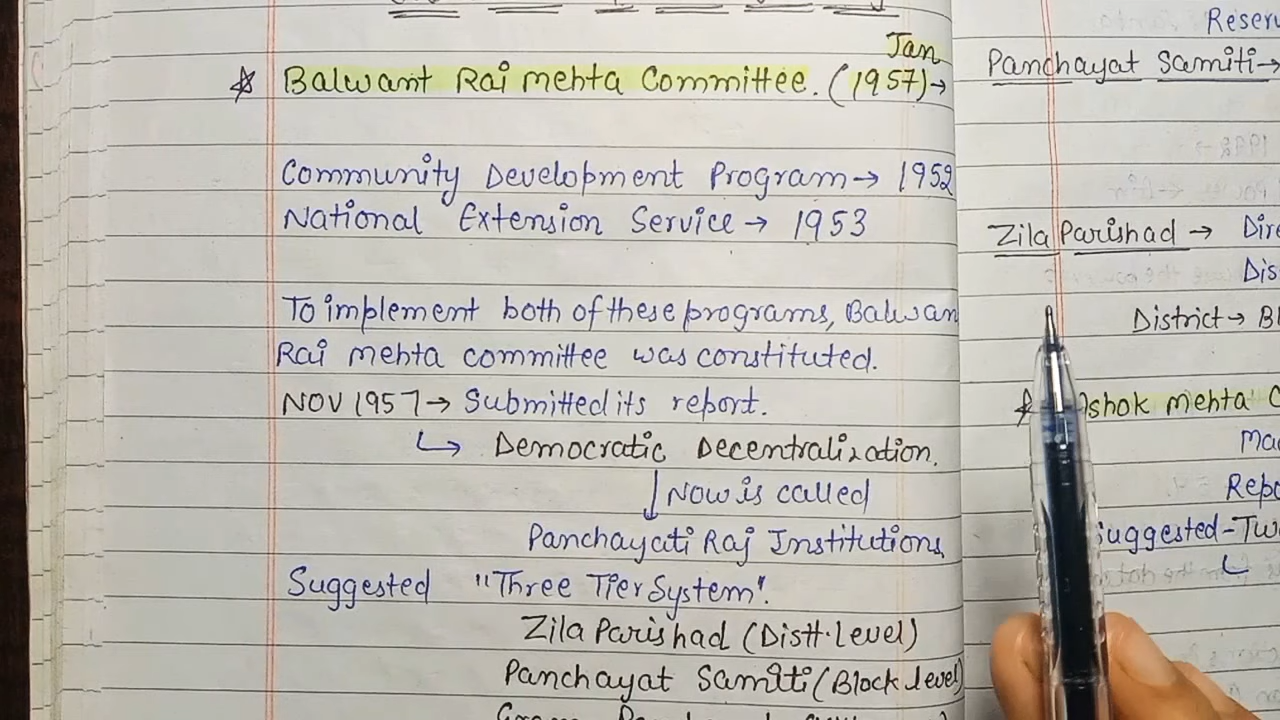 Jan
☆ Balwant Rai Mehta Committee. (1957)→
Community Development Program → 1952
National Extension Service → 1953
To implement both of these programs, Balwan
Rai Mehta committee was constituted.
NOV 1957 → Submitted its report.
↳ Democratic Decentralization.
↓ Now is called
Panchayati Raj Institutions
Suggested "Three Tier System".
Zila Parishad (Distt. Level)
Panchayat Samiti (Block level)
Reser
Panchayat Samiti →
Zila Parishad → Dire
Dis
District → Bl
☆ Ashok Mehta C
Ma
Repo
Suggested - Tw
↳